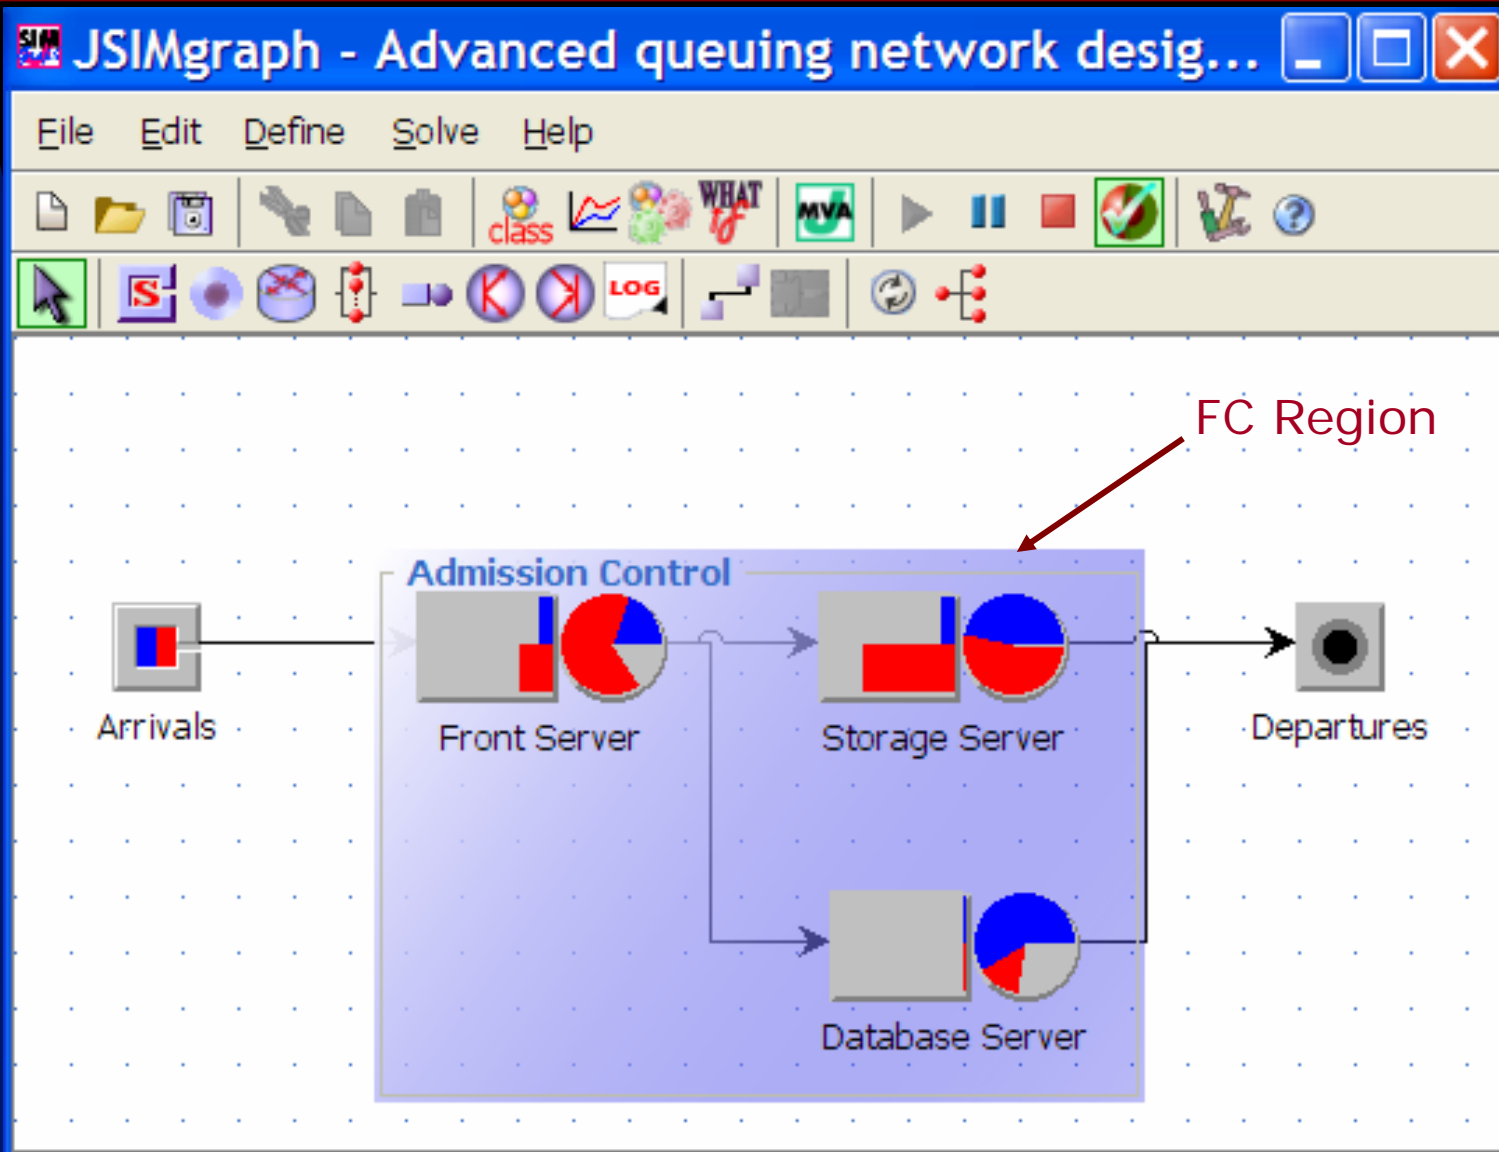 JSIMgraph - Advanced queuing network desig...
File Edit Define Solve Help
class WHAT if MVA
S LOG
FC Region
Admission Control
Arrivals
Front Server
Storage Server
Departures
Database Server